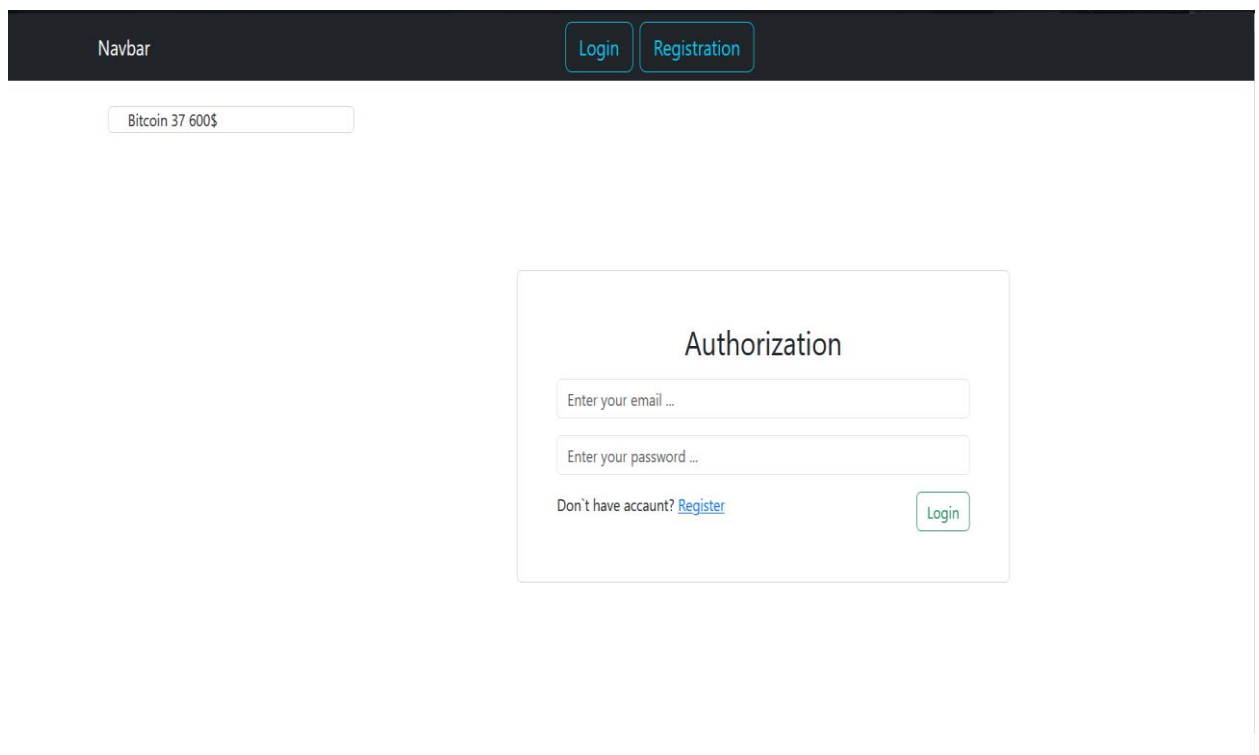 Navbar Login Registration
Bitcoin 37 600$
Authorization
Enter your email ...
Enter your password ...
Don`t have accaunt? Register
Login